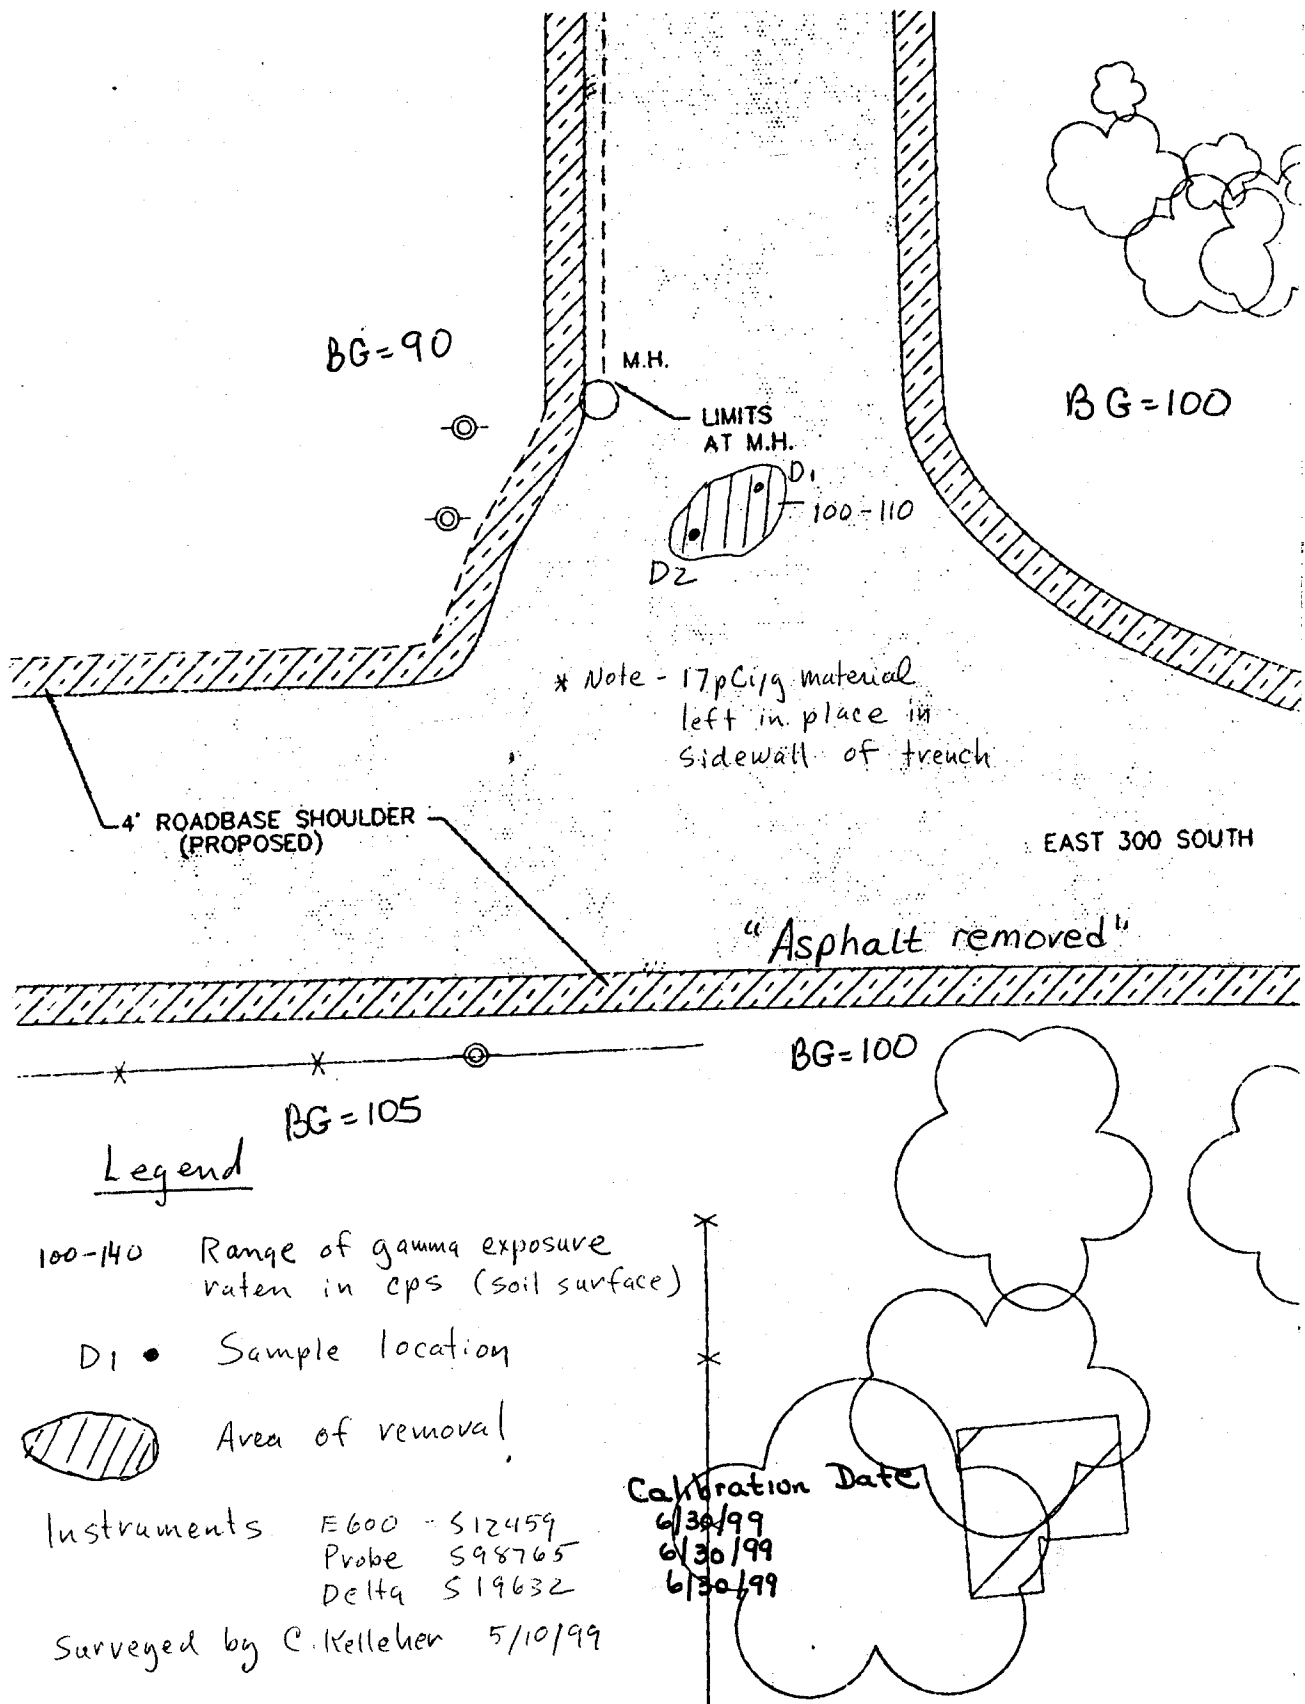 BG=90
M.H.
BG=100
LIMITS
AT M.H.
D1
100-110
D2
* Note - 17pCi/g material
left in place in
sidewall of trench
4' ROADBASE SHOULDER
(PROPOSED)
EAST 300 SOUTH
"Asphalt removed"
BG=100
BG=105
Legend
100-140 Range of gamma exposure
raten in cps (soil surface)
D1 Sample location
Area of removal
Calibration Date
Instruments E600 - S12459 6/30/99
Probe S98765 6/30/99
Delta S19632 6/30/99
Surveyed by C. Kelleher 5/10/99